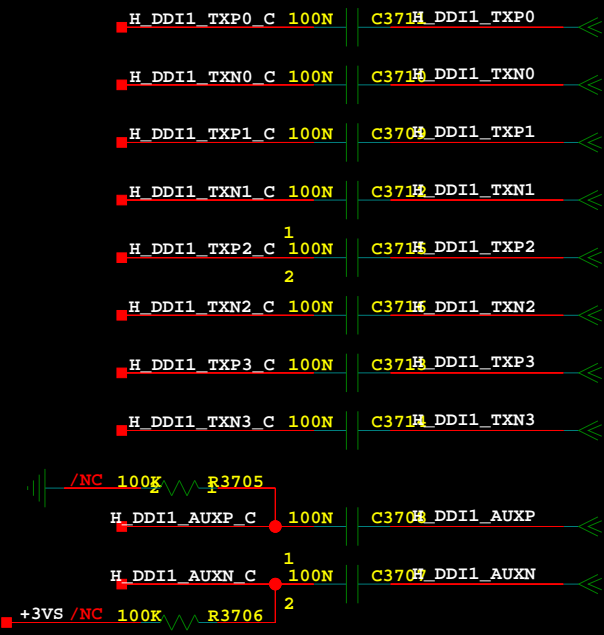 H_DDI1_TXP0_C 100N C3711 H_DDI1_TXP0
H_DDI1_TXN0_C 100N C3710 H_DDI1_TXN0
H_DDI1_TXP1_C 100N C3709 H_DDI1_TXP1
H_DDI1_TXN1_C 100N C3712 H_DDI1_TXN1
1
H_DDI1_TXP2_C 100N C3715 H_DDI1_TXP2
2
H_DDI1_TXN2_C 100N C3716 H_DDI1_TXN2
H_DDI1_TXP3_C 100N C3713 H_DDI1_TXP3
H_DDI1_TXN3_C 100N C3714 H_DDI1_TXN3
/NC 100K 2 1 R3705
H_DDI1_AUXP_C 100N C3708 H_DDI1_AUXP
1
H_DDI1_AUXN_C 100N C3707 H_DDI1_AUXN
2
+3VS /NC 100K R3706